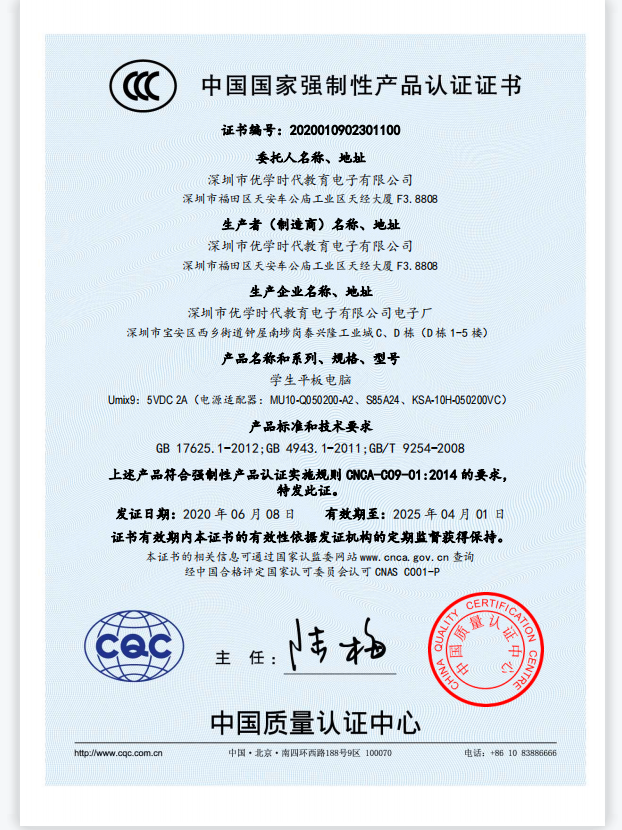 中国国家强制性产品认证证书
证书编号：2020010902301100
委托人名称、地址
深圳市优学时代教育电子有限公司
深圳市福田区天安车公庙工业区天经大厦 F3.8808
生产者（制造商）名称、地址
深圳市优学时代教育电子有限公司
深圳市福田区天安车公庙工业区天经大厦 F3.8808
生产企业名称、地址
深圳市优学时代教育电子有限公司电子厂
深圳市宝安区西乡街道钟屋南埗岗泰兴隆工业城 C、D 栋（D 栋 1-5 楼）
产品名称和系列、规格、型号
学生平板电脑
Umix9：5VDC 2A（电源适配器：MU10-Q050200-A2、S85A24、KSA-10H-050200VC）
产品标准和技术要求
GB 17625.1-2012;GB 4943.1-2011;GB/T 9254-2008
上述产品符合强制性产品认证实施规则 CNCA-C09-01:2014 的要求，
特发此证。
发证日期：2020 年 06 月 08 日 有效期至：2025 年 04 月 01 日
证书有效期内本证书的有效性依据发证机构的定期监督获得保持。
本证书的相关信息可通过国家认监委网站 www.cnca.gov.cn 查询
经中国合格评定国家认可委员会认可 CNAS C001-P
CQC
主 任：陆梅
CHINA QUALITY CERTIFICATION CENTRE
中国质量认证中心
中国质量认证中心
http://www.cqc.com.cn 中国·北京·南四环西路188号9区 100070 电话：+86 10 83886666